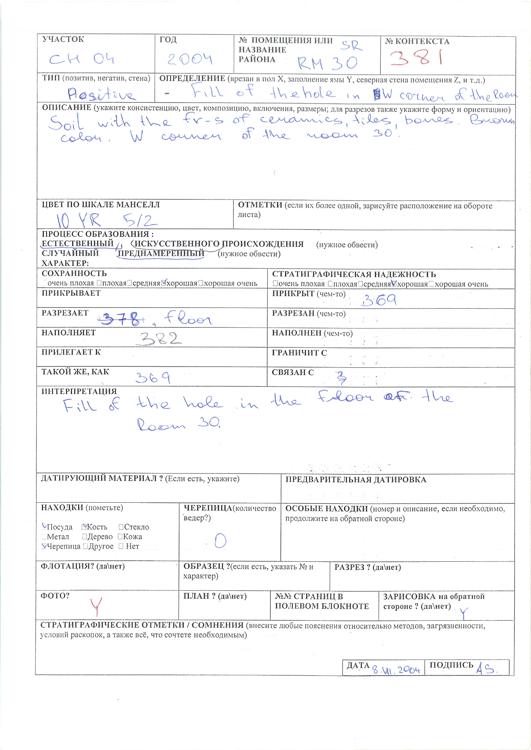 УЧАСТОК ГОД № ПОМЕЩЕНИЯ ИЛИ НАЗВАНИЕ РАЙОНА № КОНТЕКСТА
CH 04 2004 SR RM 30 381
ТИП (позитив, негатив, стена) ОПРЕДЕЛЕНИЕ (врезан в пол X, заполнение ямы Y, северная стена помещения Z, и т.д.)
Positive - Fill of the hole in W corner of the room
ОПИСАНИЕ (укажите консистенцию, цвет, композицию, включения, размеры; для разрезов также укажите форму и ориентацию)
Soil with the fr-s of ceramics, tiles, bones. Brown
color. W corner of the room 30.
ЦВЕТ ПО ШКАЛЕ МАНСЕЛЛ ОТМЕТКИ (если их более одной, зарисуйте расположение на обороте
листа)
10 YR 5/2
ПРОЦЕСС ОБРАЗОВАНИЯ :
ЕСТЕСТВЕННЫЙ / ИСКУССТВЕННОГО ПРОИСХОЖДЕНИЯ (нужное обвести)
СЛУЧАЙНЫЙ ПРЕДНАМЕРЕННЫЙ (нужное обвести)
ХАРАКТЕР:
СОХРАННОСТЬ СТРАТИГРАФИЧЕСКАЯ НАДЕЖНОСТЬ
□очень плохая □плохая □средняя ☑хорошая □хорошая очень □очень плохая □плохая □средняя ☑хорошая □хорошая очень
ПРИКРЫВАЕТ ПРИКРЫТ (чем-то) 369
РАЗРЕЗАЕТ 378, floor РАЗРЕЗАН (чем-то)
НАПОЛНЯЕТ 382 НАПОЛНЕН (чем-то)
ПРИЛЕГАЕТ К ГРАНИЧИТ С
ТАКОЙ ЖЕ, КАК 369 СВЯЗАН С
ИНТЕРПРЕТАЦИЯ
Fill of the hole in the floor of the
Room 30.
ДАТИРУЮЩИЙ МАТЕРИАЛ ? (Если есть, укажите) ПРЕДВАРИТЕЛЬНАЯ ДАТИРОВКА
НАХОДКИ (пометьте) ЧЕРЕПИЦА(количество ведер?) ОСОБЫЕ НАХОДКИ (номер и описание, если необходимо, продолжите на обратной стороне)
☑Посуда ☑Кость □Стекло
□Метал □Дерево □Кожа
☑Черепица □Другое □ Нет
0
ФЛОТАЦИЯ? (да\нет) ОБРАЗЕЦ ?(если есть, указать № и характер) РАЗРЕЗ ? (да\нет)
ФОТО? Y ПЛАН ? (да\нет) №№ СТРАНИЦ В ПОЛЕВОМ БЛОКНОТЕ ЗАРИСОВКА на обратной стороне ? (да\нет) Y
СТРАТИГРАФИЧЕСКИЕ ОТМЕТКИ / СОМНЕНИЯ (внесите любые пояснения относительно методов, загрязненности,
условий раскопок, а также всё, что сочтете необходимым)
ДАТА 8.VI.2004 ПОДПИСЬ AS.